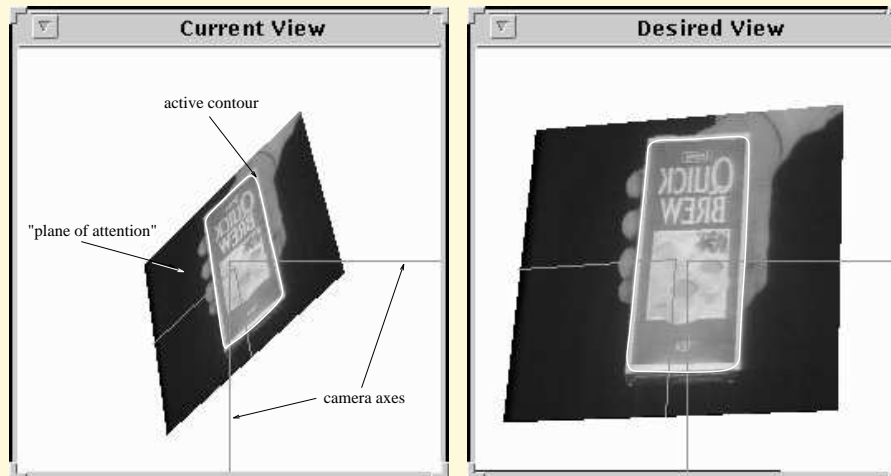 Current View
Desired View
active contour
"plane of attention"
camera axes
QUICK
BREW
QUICK
BREW